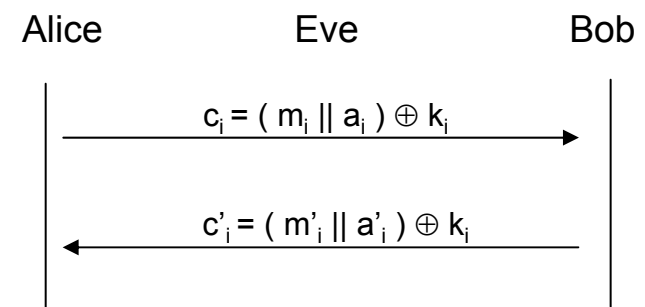 Alice Eve Bob
cᵢ = ( mᵢ || aᵢ ) ⊕ kᵢ
c’ᵢ = ( m’ᵢ || a’ᵢ ) ⊕ kᵢ